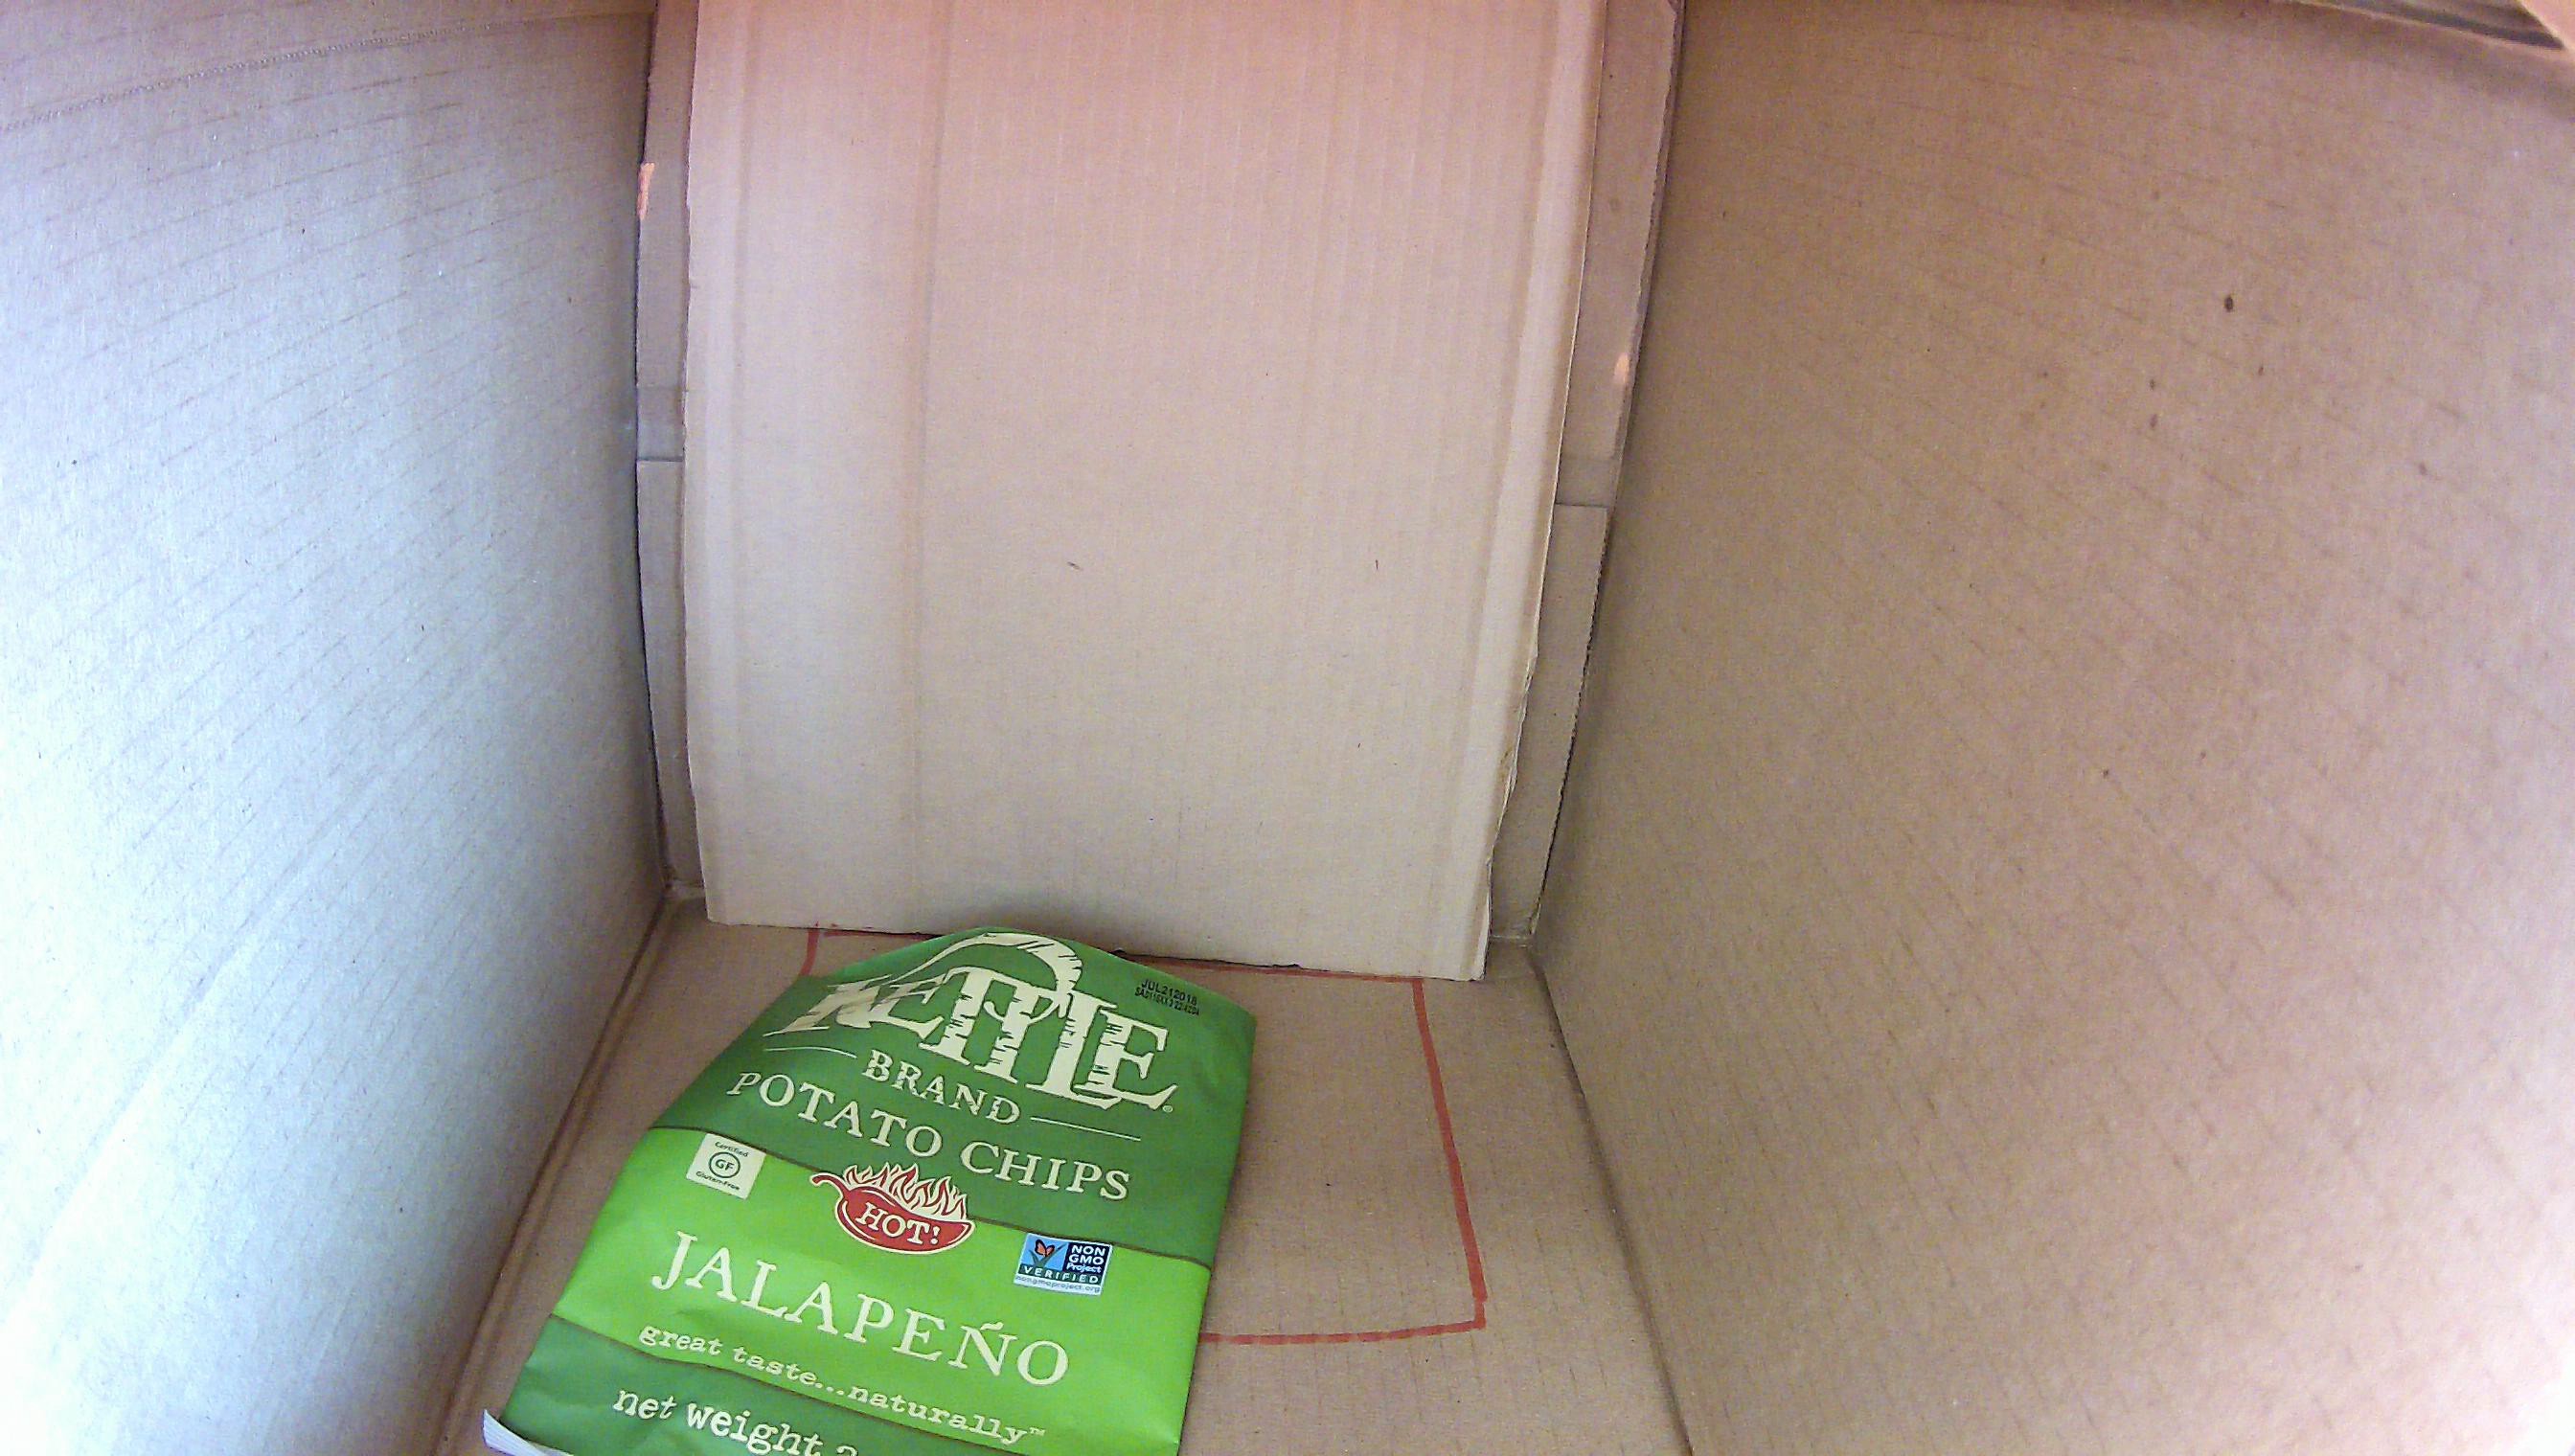 KETTLE
JUL212018
BRAND
POTATO CHIPS
Certified
GF
Gluten-Free
HOT!
NON
GMO
Project
VERIFIED
nongmoproject.org
JALAPEÑO
great taste...naturally™
net weight